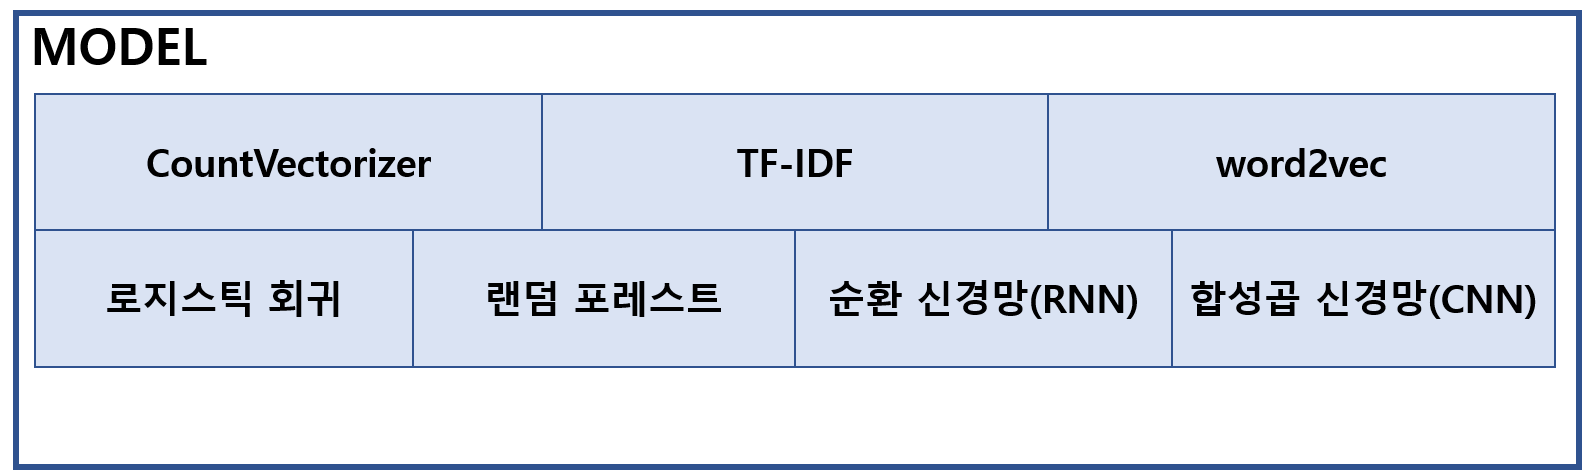 MODEL
CountVectorizer TF-IDF word2vec
로지스틱 회귀 랜덤 포레스트 순환 신경망(RNN) 합성곱 신경망(CNN)